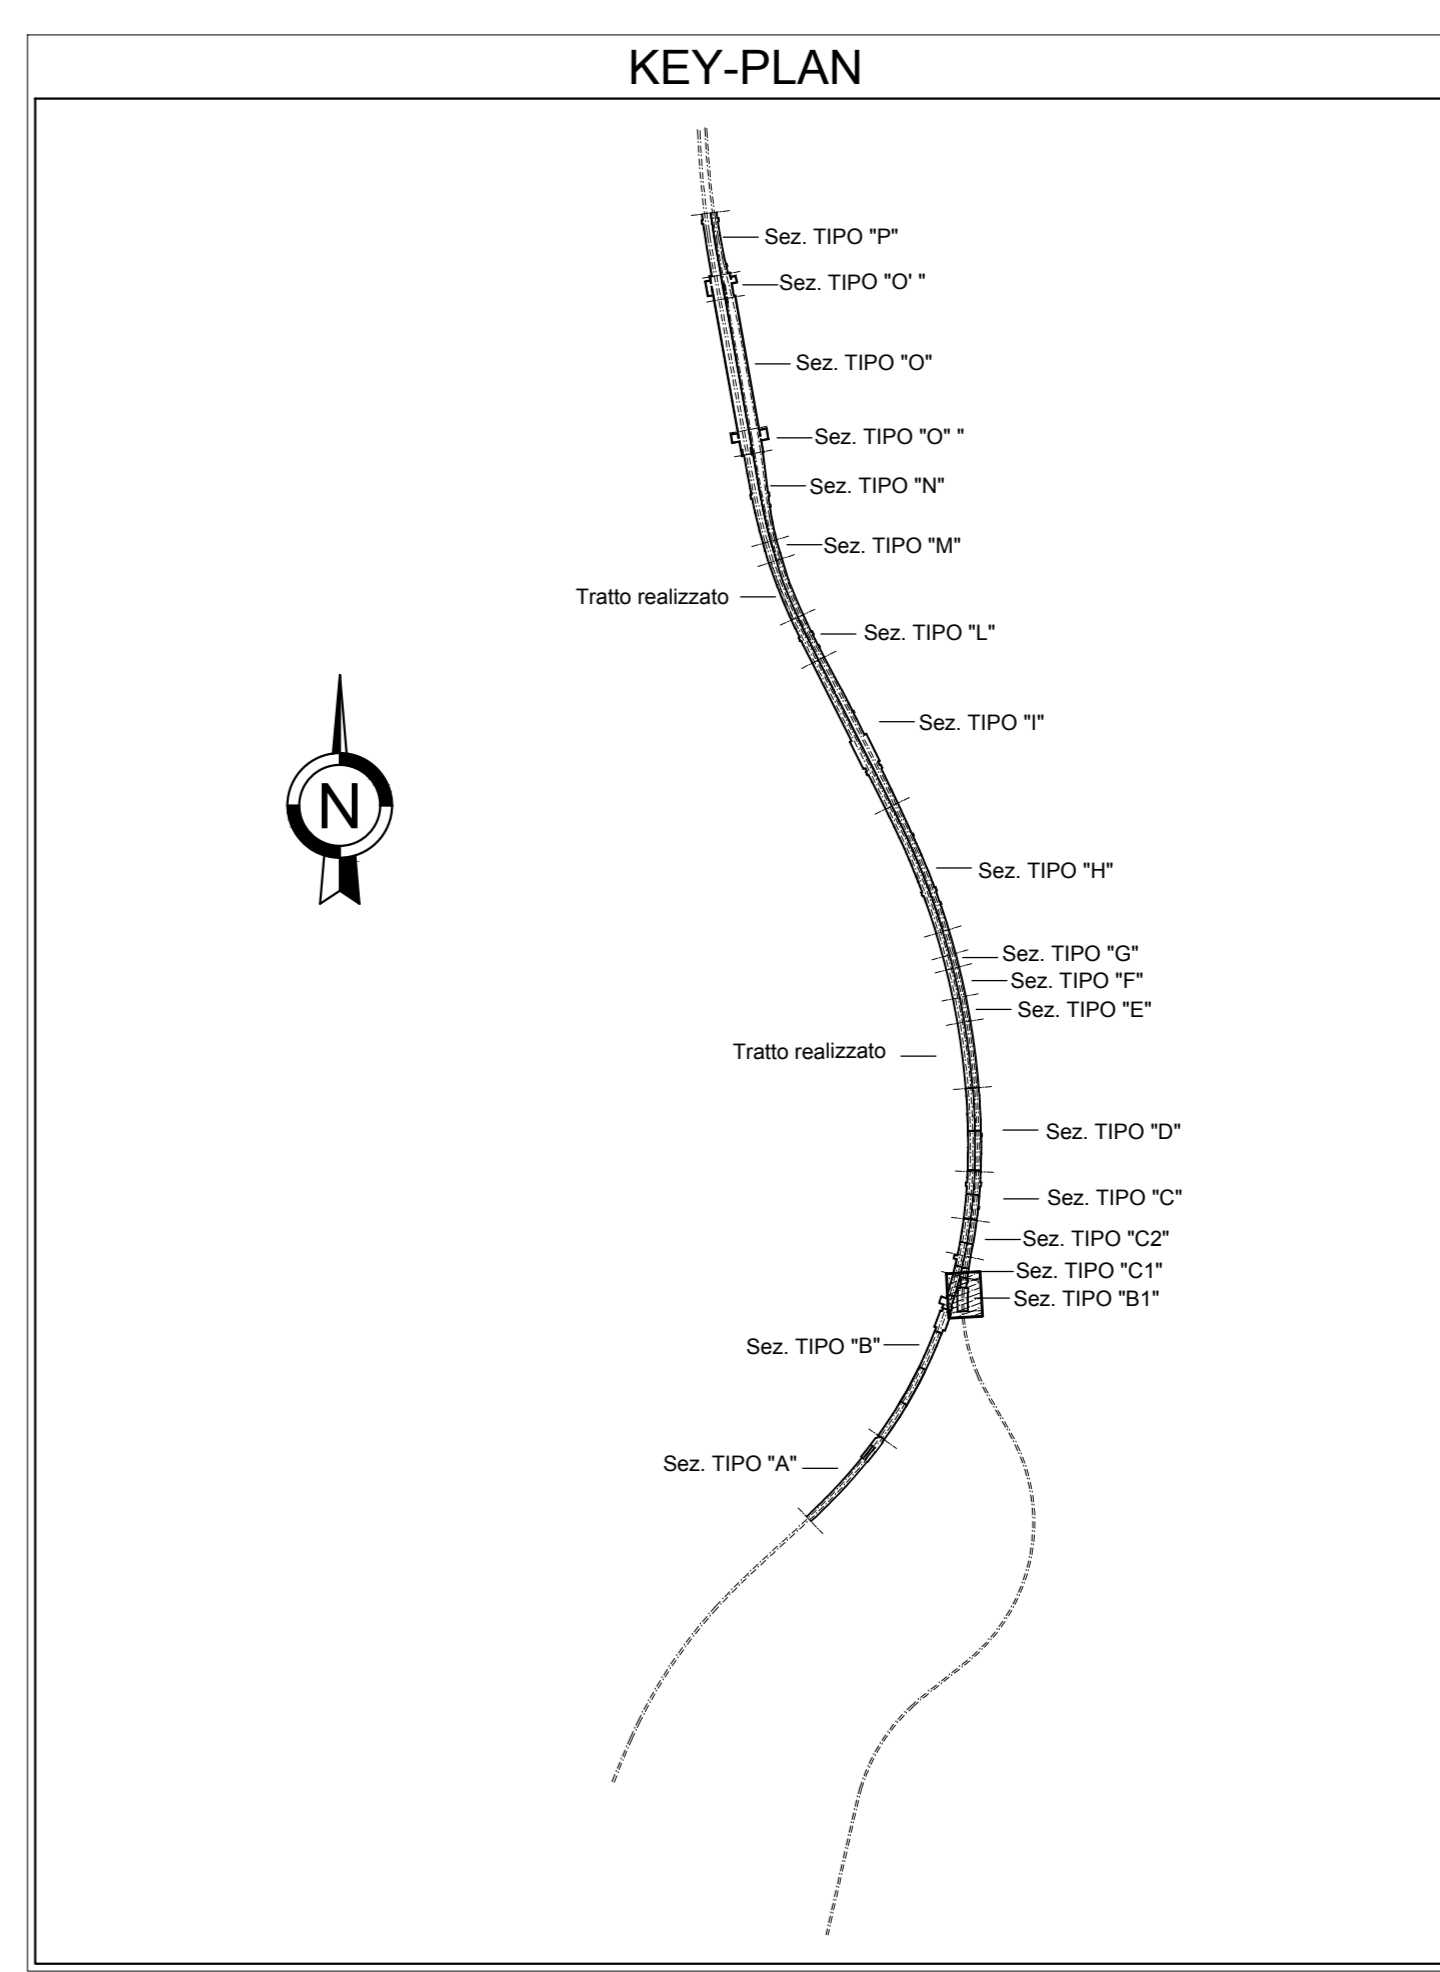 KEY-PLAN
Sez. TIPO "P"
Sez. TIPO "O' "
Sez. TIPO "O"
Sez. TIPO "O" "
Sez. TIPO "N"
Sez. TIPO "M"
Tratto realizzato
Sez. TIPO "L"
Sez. TIPO "I"
N
Sez. TIPO "H"
Sez. TIPO "G"
Sez. TIPO "F"
Sez. TIPO "E"
Tratto realizzato
Sez. TIPO "D"
Sez. TIPO "C"
Sez. TIPO "C2"
Sez. TIPO "C1"
Sez. TIPO "B1"
Sez. TIPO "B"
Sez. TIPO "A"